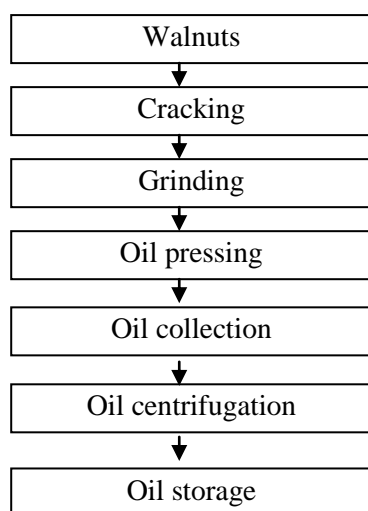 Walnuts
Cracking
Grinding
Oil pressing
Oil collection
Oil centrifugation
Oil storage